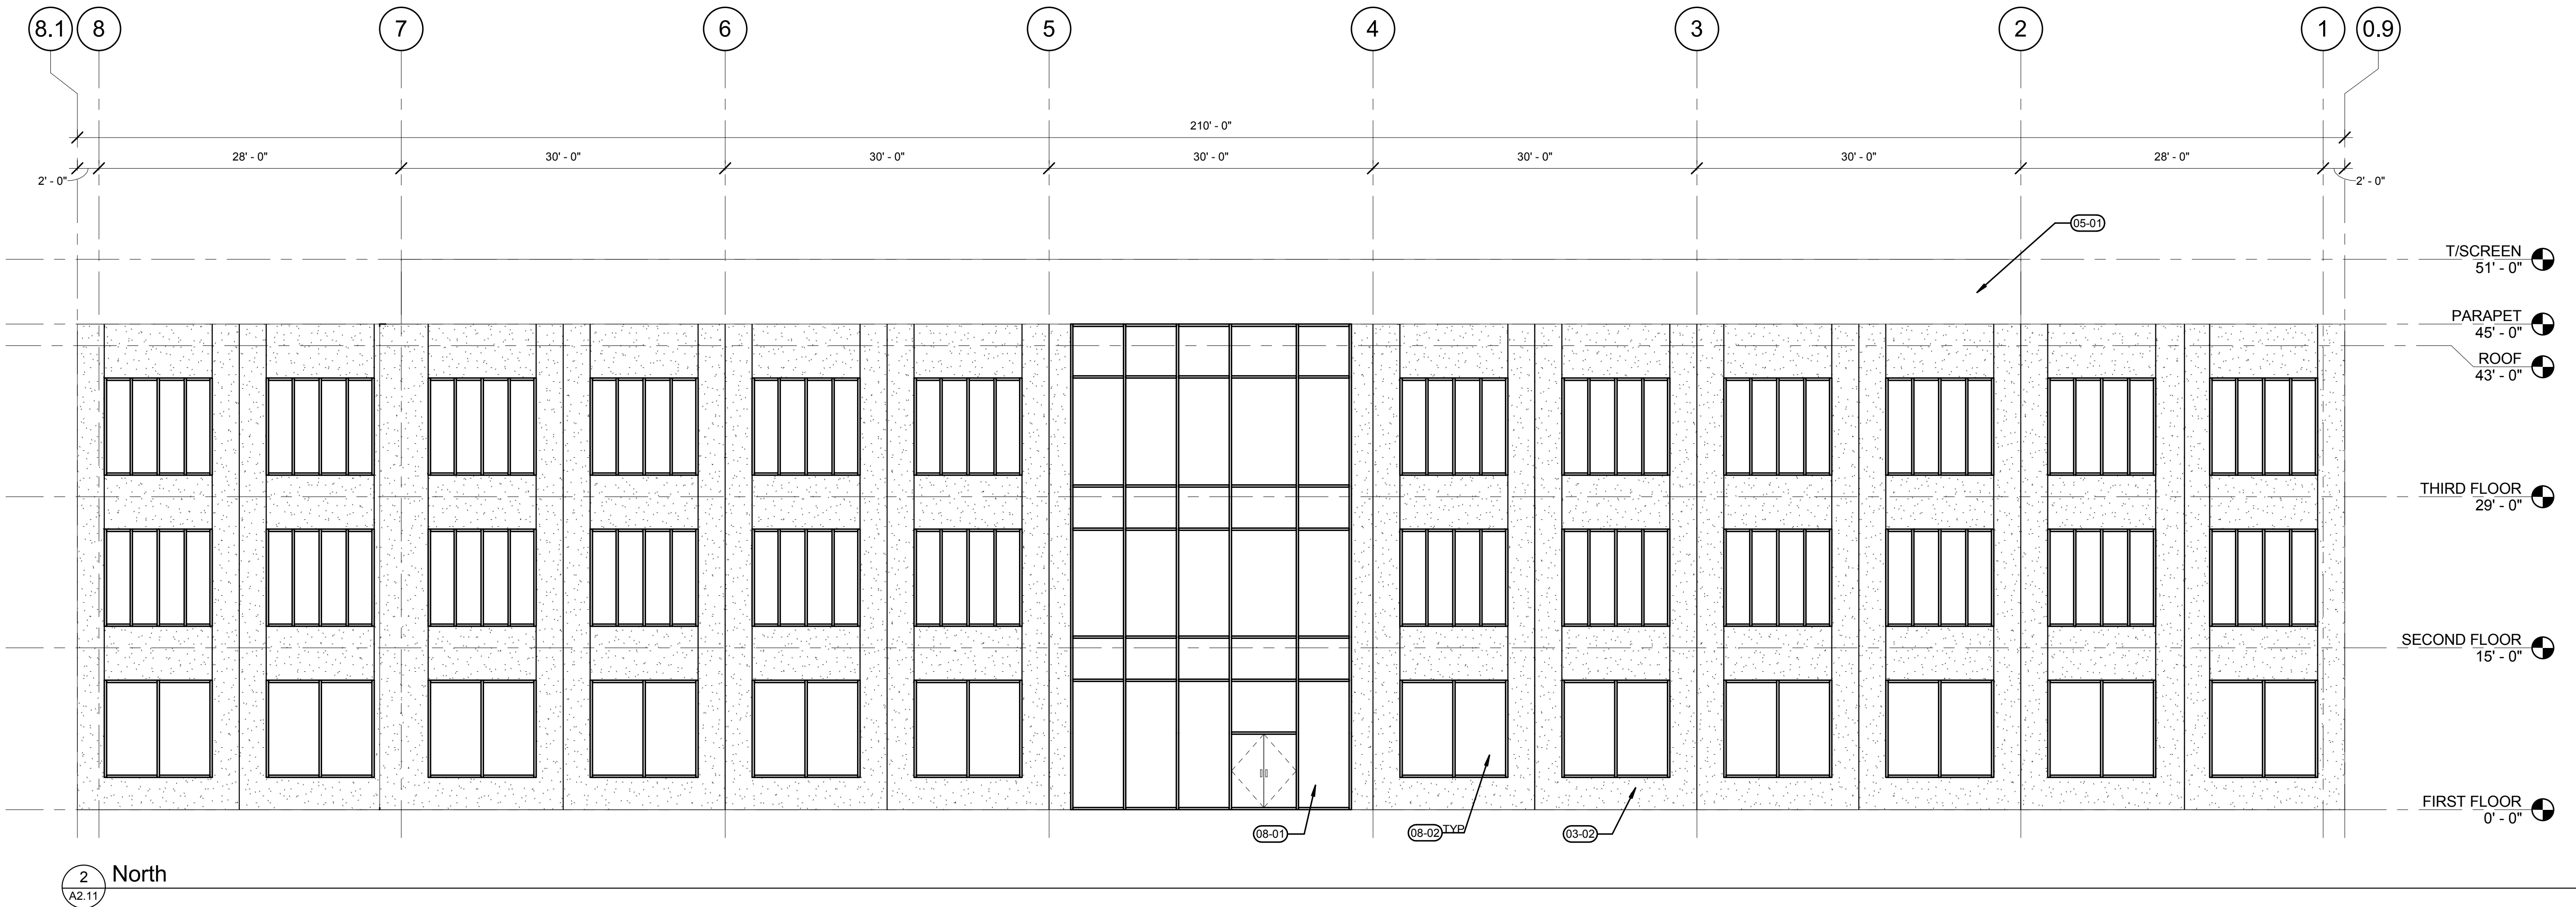 8.1
8
7
6
5
4
3
2
1
0.9
210' - 0"
28' - 0"
30' - 0"
30' - 0"
30' - 0"
30' - 0"
30' - 0"
28' - 0"
2' - 0"
2' - 0"
05-01
T/SCREEN
51' - 0"
PARAPET
45' - 0"
ROOF
43' - 0"
THIRD FLOOR
29' - 0"
SECOND FLOOR
15' - 0"
FIRST FLOOR
0' - 0"
08-01
08-02 TYP
03-02
2
A2.11
North